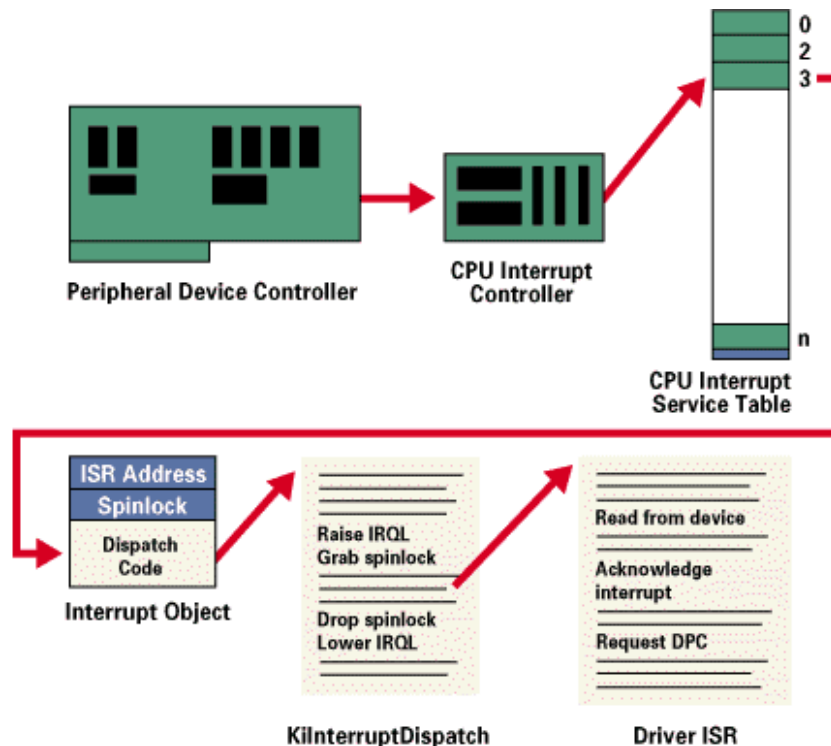 0
2
3
n
Peripheral Device Controller
CPU Interrupt
Controller
CPU Interrupt
Service Table
ISR Address
Spinlock
Dispatch
Code
Interrupt Object
Raise IRQL
Grab spinlock
Drop spinlock
Lower IRQL
KiInterruptDispatch
Read from device
Acknowledge
interrupt
Request DPC
Driver ISR